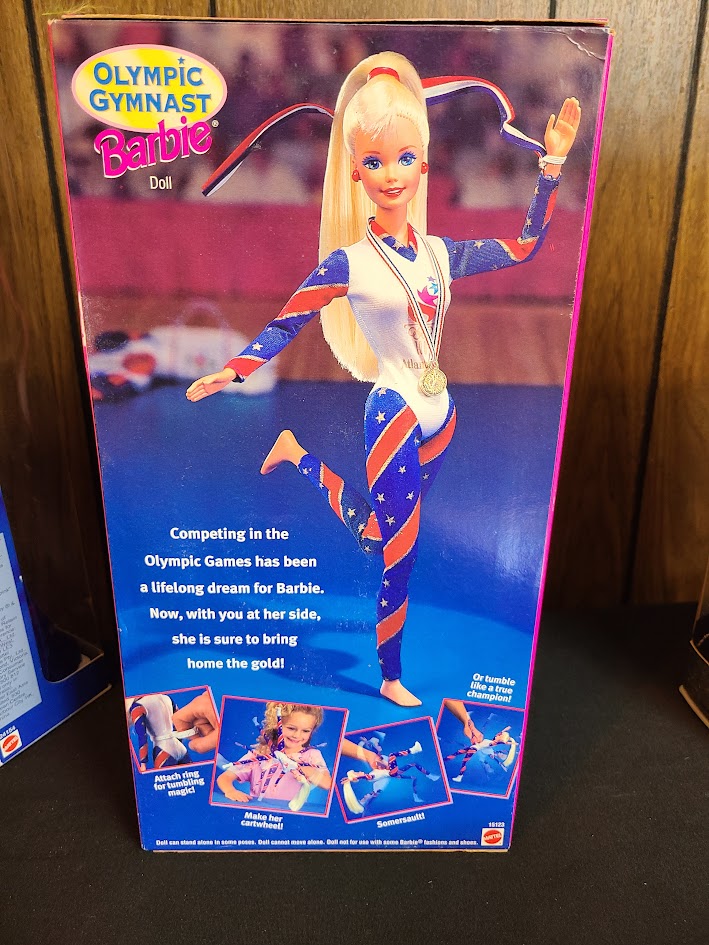 OLYMPIC
GYMNAST
Barbie®
Doll
Competing in the
Olympic Games has been
a lifelong dream for Barbie.
Now, with you at her side,
she is sure to bring
home the gold!
Or tumble
like a true
champion!
Attach ring
for tumbling
magic!
Make her
cartwheel!
Somersault!
15123
MATTEL
Doll can stand alone in some poses. Doll cannot move alone. Doll not for use with some Barbie® fashions and shoes.